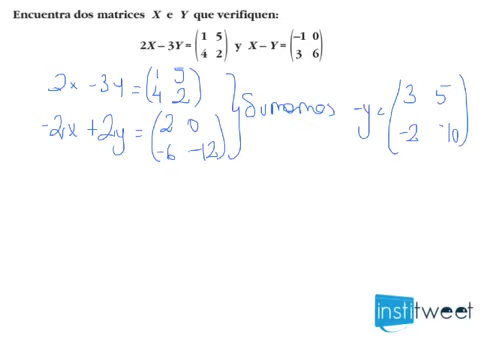 Encuentra dos matrices X e Y que verifiquen:
2X – 3Y = (1 5 4 2) y X – Y = (–1 0 3 6)
2x - 3y = (1 5 4 2)
-2x + 2y = (2 0 -6 -12)
Sumamos -y = (3 5 -2 -10)
institweet